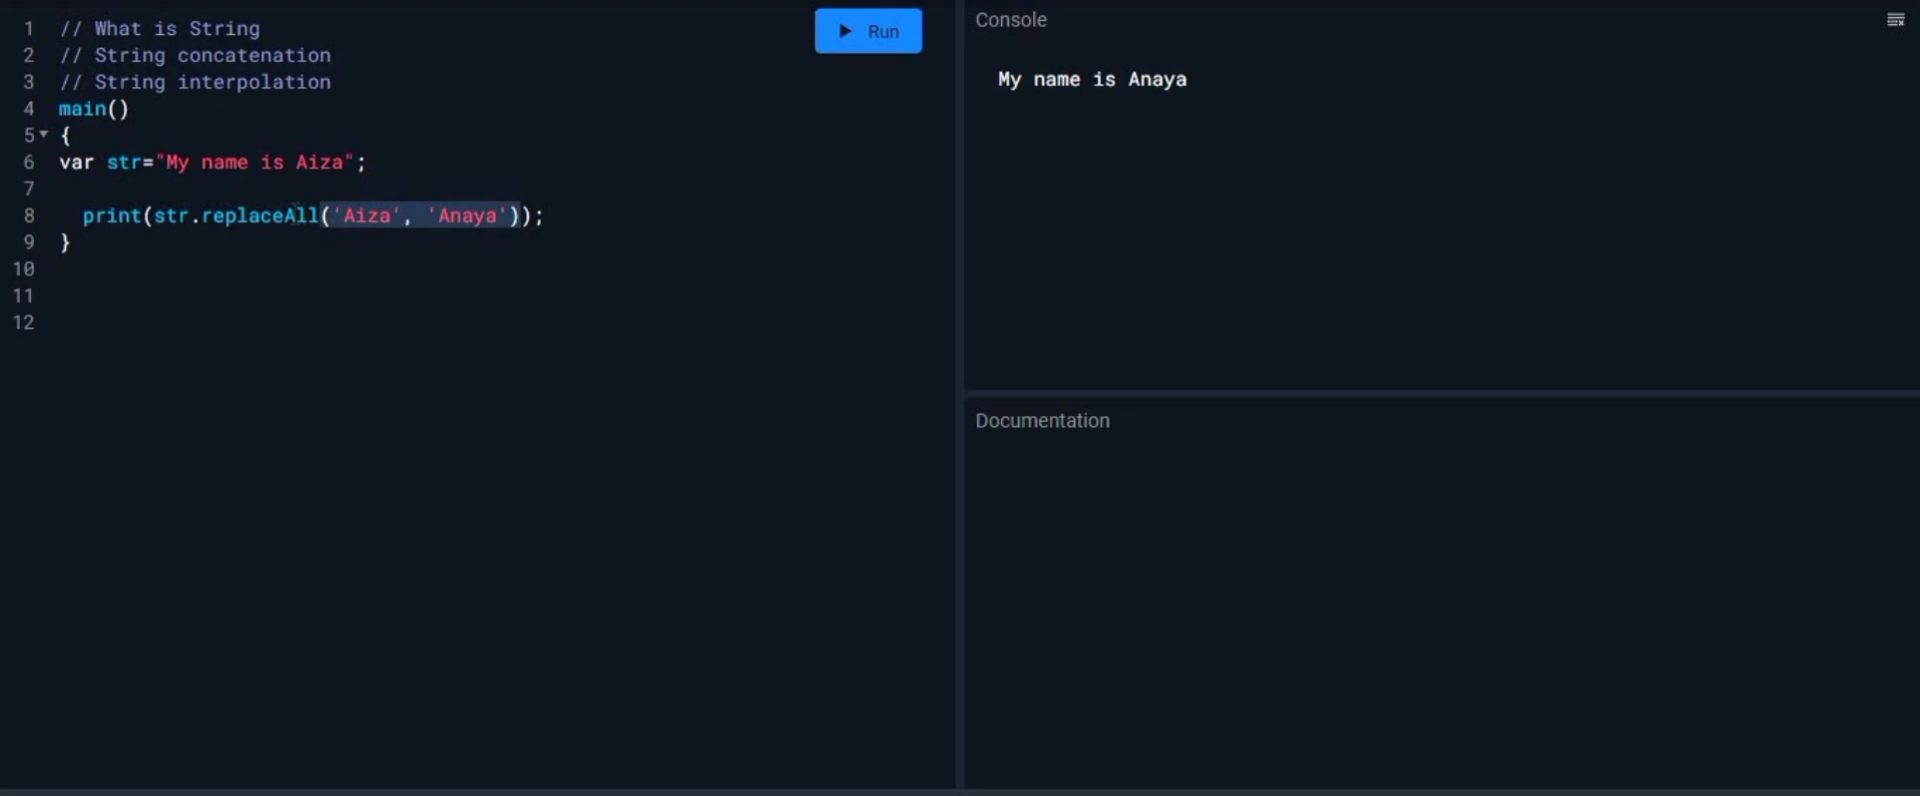 1 // What is String
2 // String concatenation
3 // String interpolation
4 main()
5 {
6 var str="My name is Aiza";
7
8 print(str.replaceAll('Aiza', 'Anaya'));
9 }
10
11
12
Run
Console
My name is Anaya
Documentation